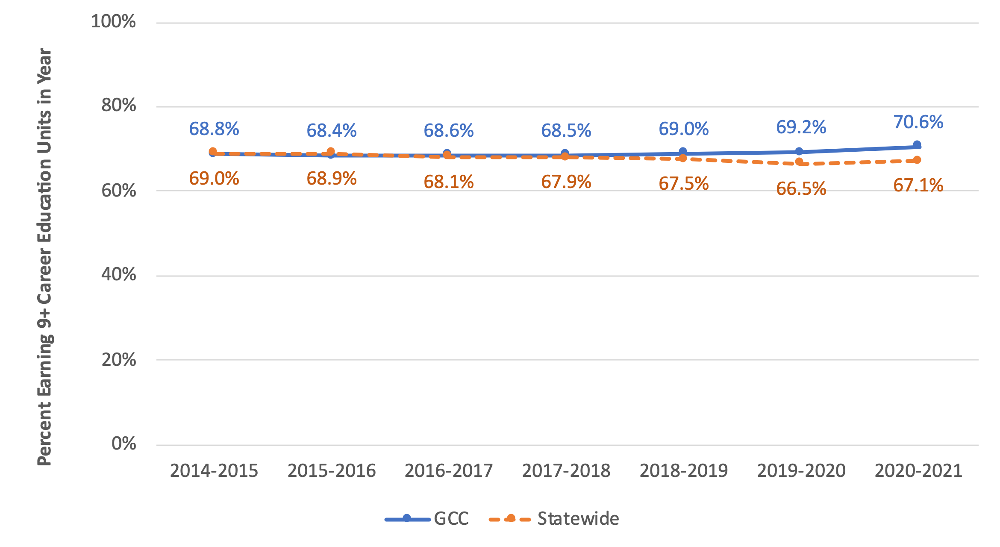 Percent Earning 9+ Career Education Units in Year
100%
80%
60%
40%
20%
0%
68.8% 68.4% 68.6% 68.5% 69.0% 69.2% 70.6%
69.0% 68.9% 68.1% 67.9% 67.5% 66.5% 67.1%
2014-2015 2015-2016 2016-2017 2017-2018 2018-2019 2019-2020 2020-2021
GCC Statewide